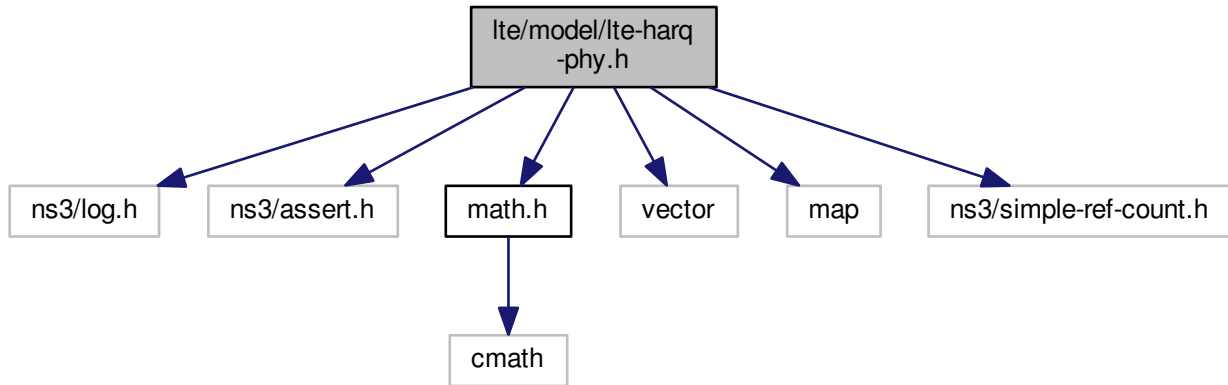 lte/model/lte-harq
-phy.h
ns3/log.h
ns3/assert.h
math.h
vector
map
ns3/simple-ref-count.h
cmath